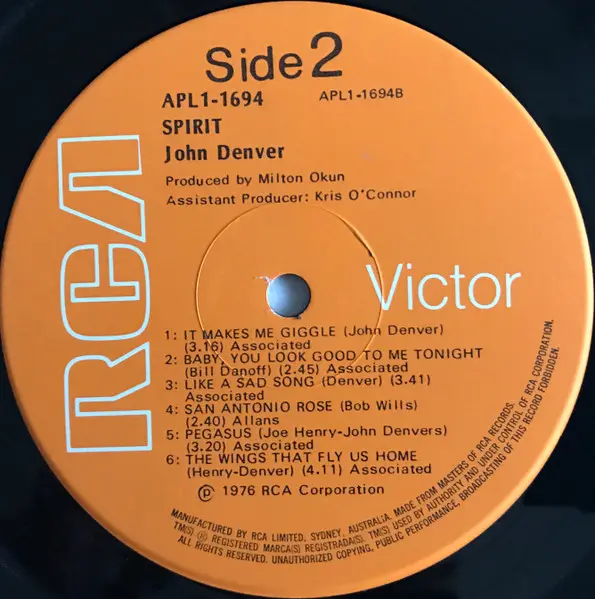 Side 2
APL1-1694 APL1-1694B
SPIRIT
John Denver
Produced by Milton Okun
Assistant Producer: Kris O'Connor
RCA
Victor
1: IT MAKES ME GIGGLE (John Denver)
(3.16) Associated
2: BABY, YOU LOOK GOOD TO ME TONIGHT
(Bill Danoff) (2.45) Associated
3: LIKE A SAD SONG (Denver) (3.41)
Associated
4: SAN ANTONIO ROSE (Bob Wills)
(2.40) Allans
5: PEGASUS (Joe Henry-John Denvers)
(3.20) Associated
6: THE WINGS THAT FLY US HOME
(Henry-Denver) (4.11) Associated
℗ 1976 RCA Corporation
MANUFACTURED BY RCA LIMITED, SYDNEY, AUSTRALIA. MADE FROM MASTERS OF RCA RECORDS.
TM(S) ® REGISTERED MARCA(S) REGISTRADA(S). TM(S) USED BY AUTHORITY AND UNDER CONTROL OF RCA CORPORATION.
ALL RIGHTS RESERVED. UNAUTHORIZED COPYING, PUBLIC PERFORMANCE, BROADCASTING OF THIS RECORD FORBIDDEN.